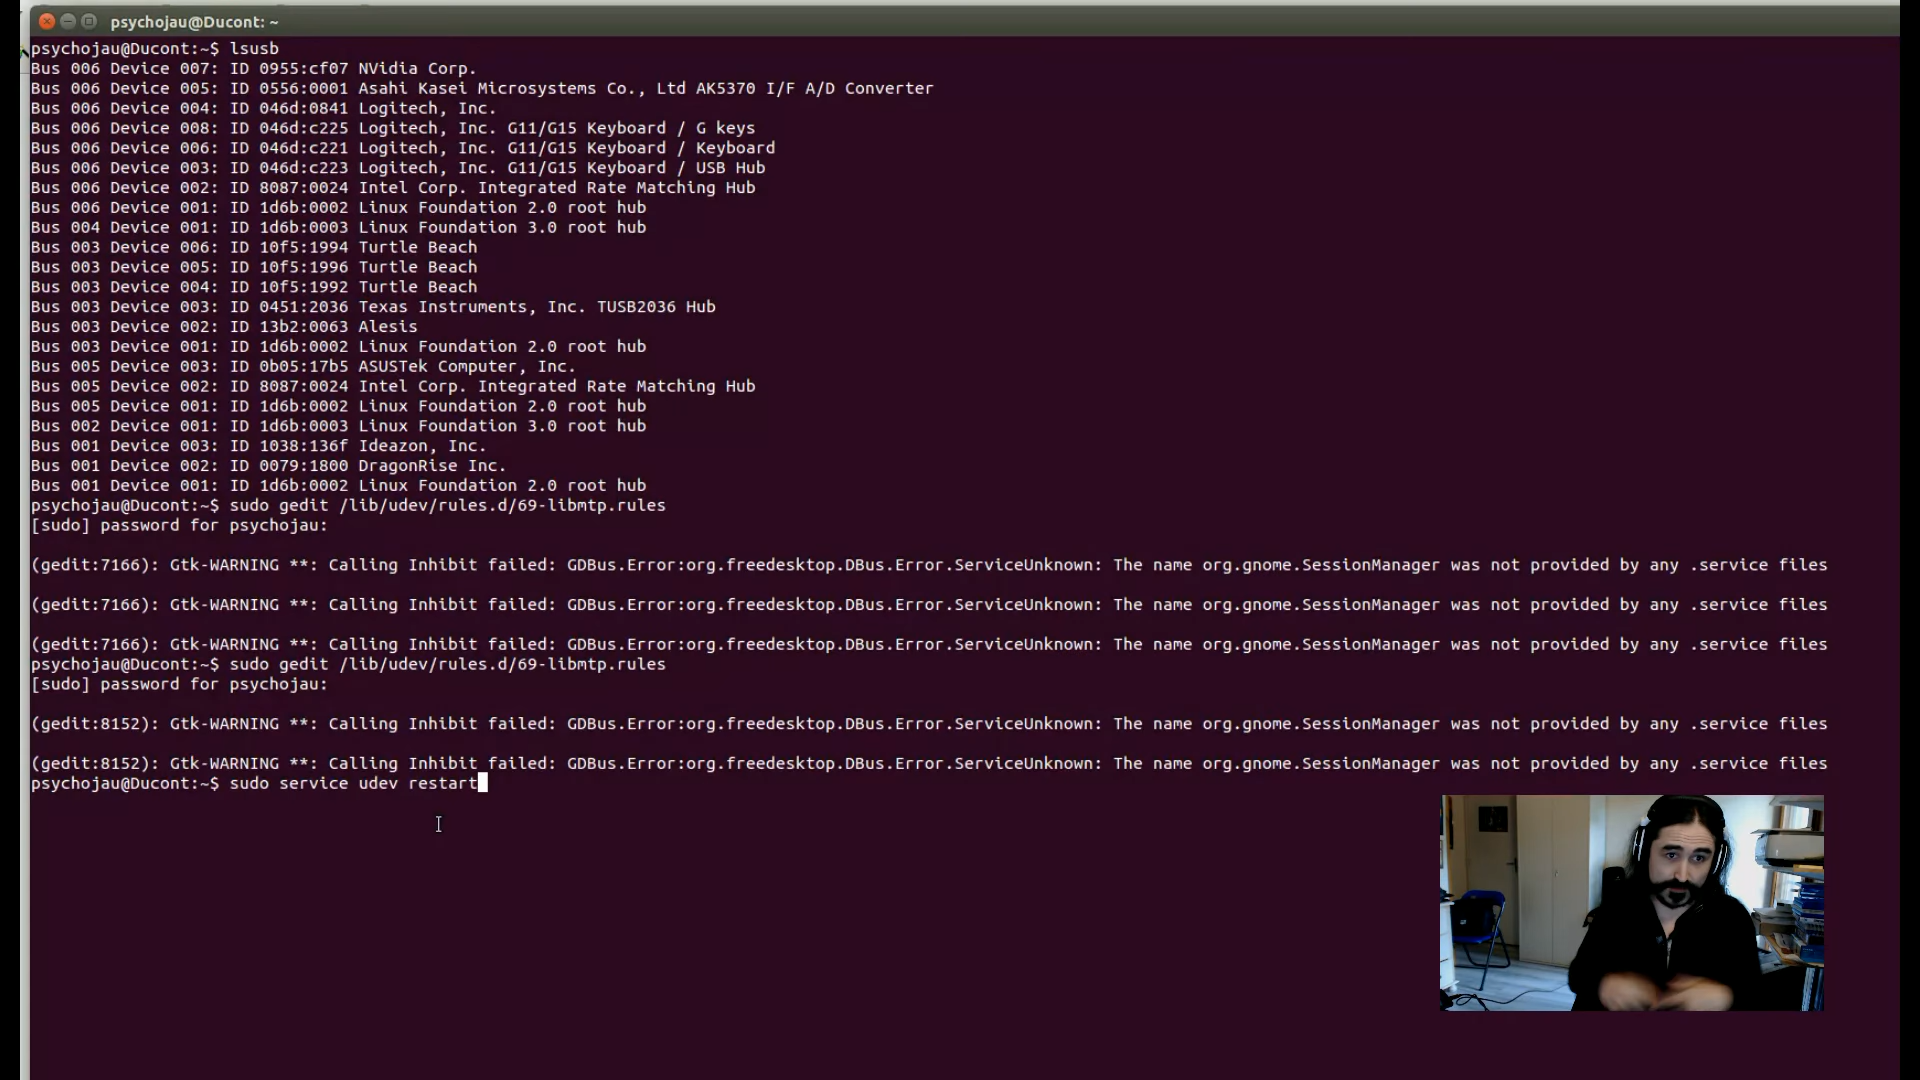 psychojau@Ducont: ~
psychojau@Ducont:~$ lsusb
Bus 006 Device 007: ID 0955:cf07 NVidia Corp.
Bus 006 Device 005: ID 0556:0001 Asahi Kasei Microsystems Co., Ltd AK5370 I/F A/D Converter
Bus 006 Device 004: ID 046d:0841 Logitech, Inc.
Bus 006 Device 008: ID 046d:c225 Logitech, Inc. G11/G15 Keyboard / G keys
Bus 006 Device 006: ID 046d:c221 Logitech, Inc. G11/G15 Keyboard / Keyboard
Bus 006 Device 003: ID 046d:c223 Logitech, Inc. G11/G15 Keyboard / USB Hub
Bus 006 Device 002: ID 8087:0024 Intel Corp. Integrated Rate Matching Hub
Bus 006 Device 001: ID 1d6b:0002 Linux Foundation 2.0 root hub
Bus 004 Device 001: ID 1d6b:0003 Linux Foundation 3.0 root hub
Bus 003 Device 006: ID 10f5:1994 Turtle Beach
Bus 003 Device 005: ID 10f5:1996 Turtle Beach
Bus 003 Device 004: ID 10f5:1992 Turtle Beach
Bus 003 Device 003: ID 0451:2036 Texas Instruments, Inc. TUSB2036 Hub
Bus 003 Device 002: ID 13b2:0063 Alesis
Bus 003 Device 001: ID 1d6b:0002 Linux Foundation 2.0 root hub
Bus 005 Device 003: ID 0b05:17b5 ASUSTek Computer, Inc.
Bus 005 Device 002: ID 8087:0024 Intel Corp. Integrated Rate Matching Hub
Bus 005 Device 001: ID 1d6b:0002 Linux Foundation 2.0 root hub
Bus 002 Device 001: ID 1d6b:0003 Linux Foundation 3.0 root hub
Bus 001 Device 003: ID 1038:136f Ideazon, Inc.
Bus 001 Device 002: ID 0079:1800 DragonRise Inc.
Bus 001 Device 001: ID 1d6b:0002 Linux Foundation 2.0 root hub
psychojau@Ducont:~$ sudo gedit /lib/udev/rules.d/69-libmtp.rules
[sudo] password for psychojau:
(gedit:7166): Gtk-WARNING **: Calling Inhibit failed: GDBus.Error:org.freedesktop.DBus.Error.ServiceUnknown: The name org.gnome.SessionManager was not provided by any .service files
(gedit:7166): Gtk-WARNING **: Calling Inhibit failed: GDBus.Error:org.freedesktop.DBus.Error.ServiceUnknown: The name org.gnome.SessionManager was not provided by any .service files
(gedit:7166): Gtk-WARNING **: Calling Inhibit failed: GDBus.Error:org.freedesktop.DBus.Error.ServiceUnknown: The name org.gnome.SessionManager was not provided by any .service files
psychojau@Ducont:~$ sudo gedit /lib/udev/rules.d/69-libmtp.rules
[sudo] password for psychojau:
(gedit:8152): Gtk-WARNING **: Calling Inhibit failed: GDBus.Error:org.freedesktop.DBus.Error.ServiceUnknown: The name org.gnome.SessionManager was not provided by any .service files
(gedit:8152): Gtk-WARNING **: Calling Inhibit failed: GDBus.Error:org.freedesktop.DBus.Error.ServiceUnknown: The name org.gnome.SessionManager was not provided by any .service files
psychojau@Ducont:~$ sudo service udev restart